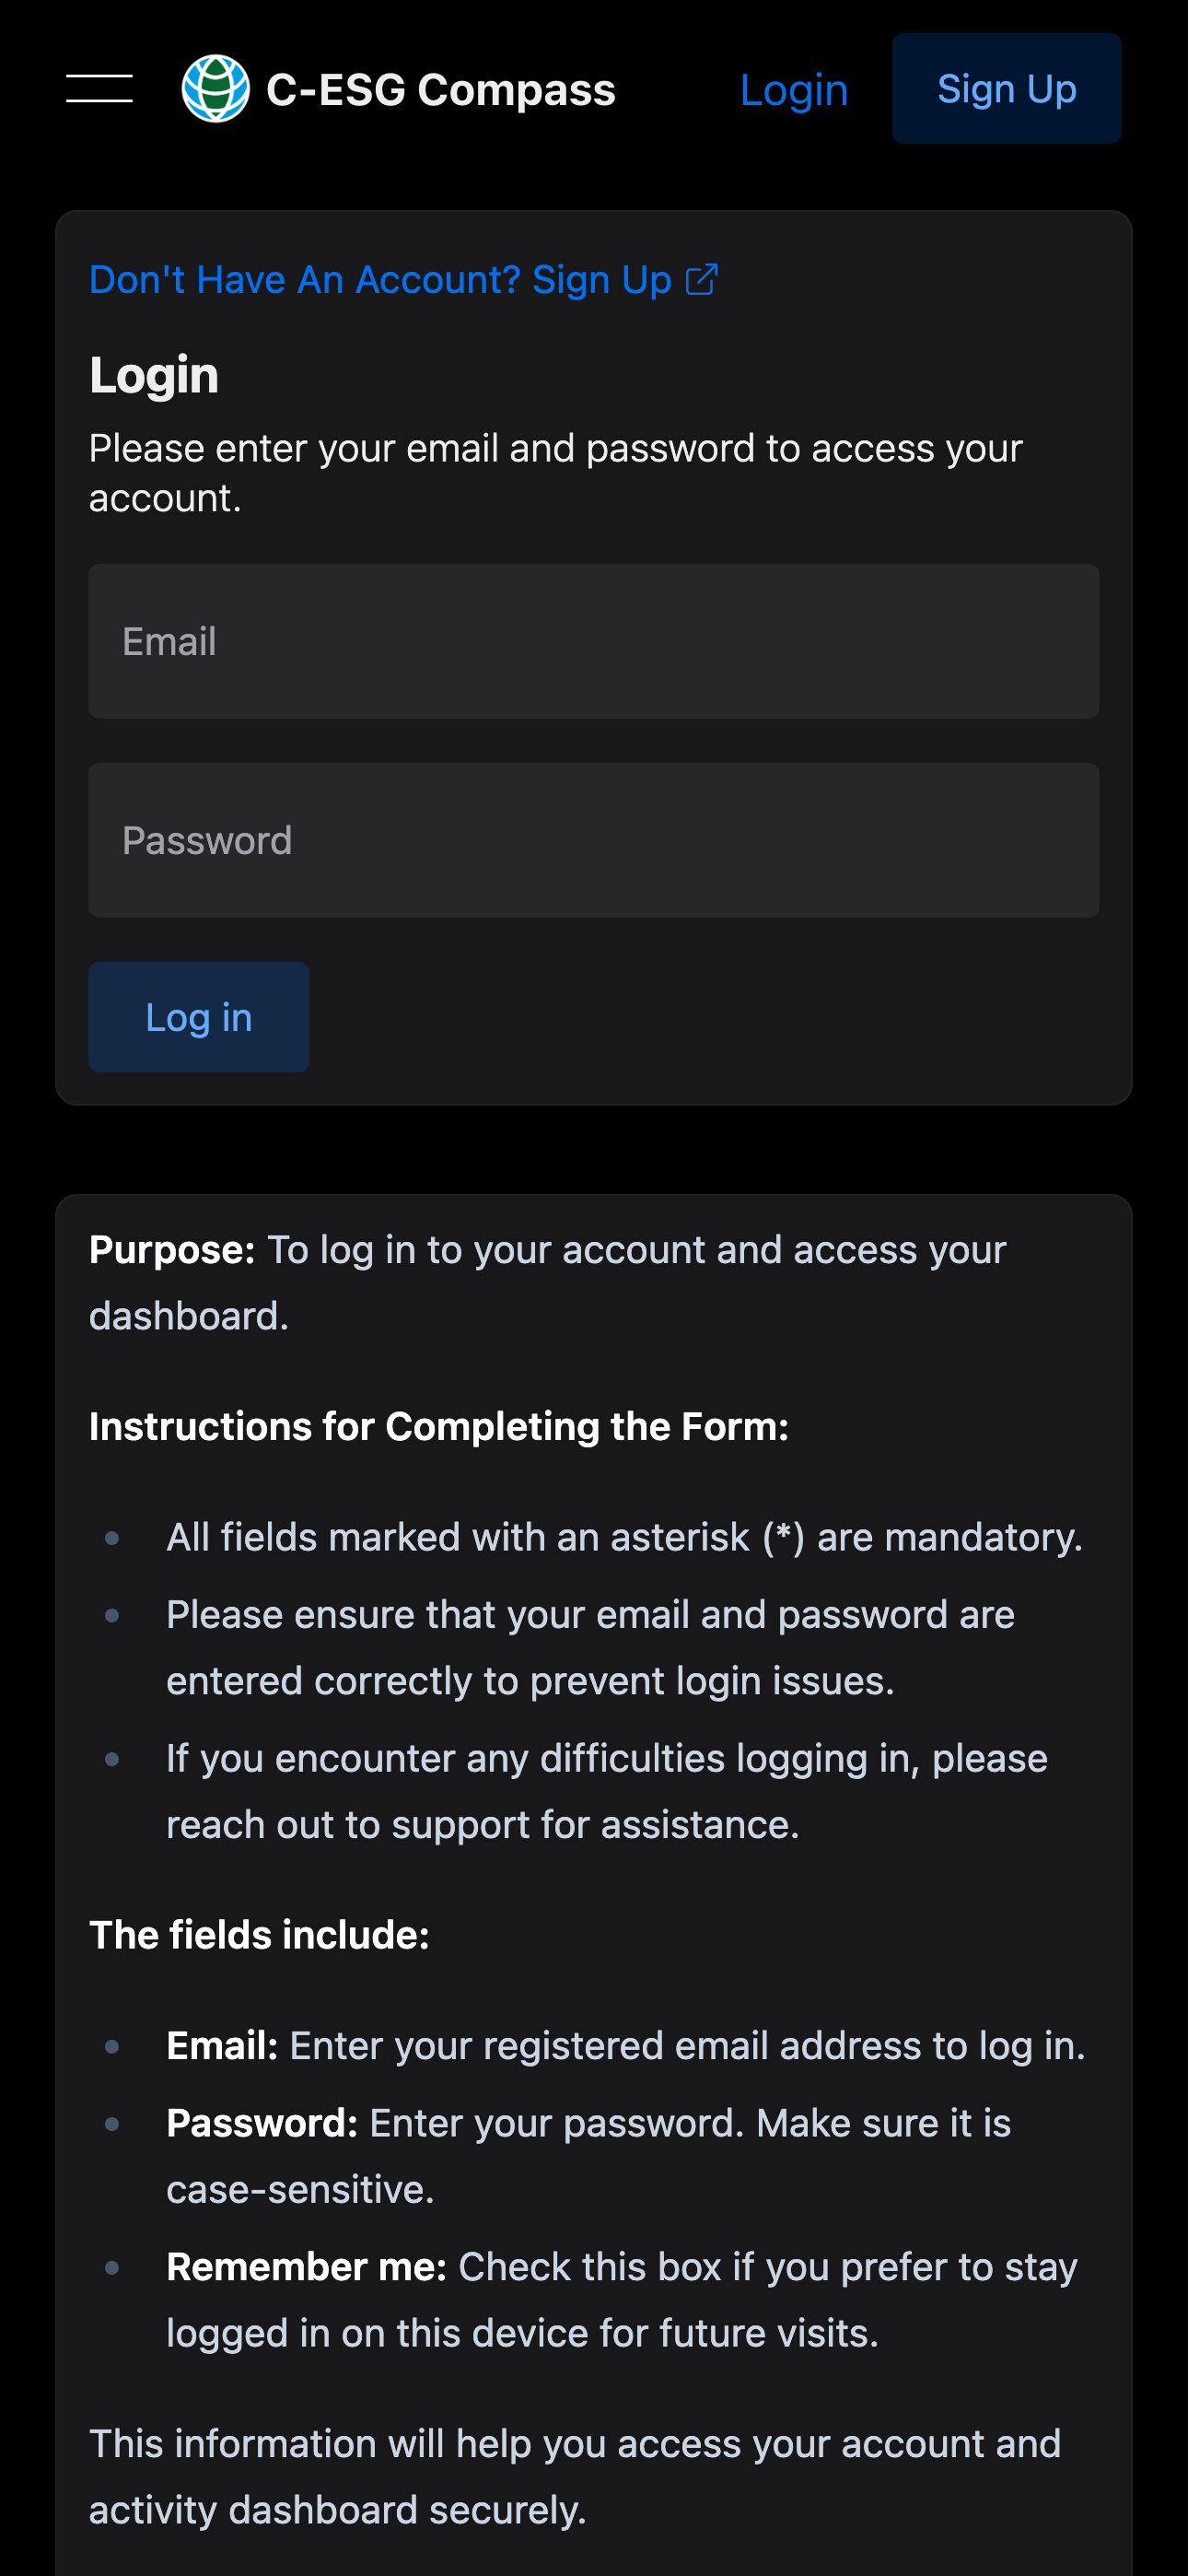 C-ESG Compass
Login
Sign Up
Don't Have An Account? Sign Up
Login
Please enter your email and password to access your
account.
Email
Password
Log in
Purpose: To log in to your account and access your
dashboard.
Instructions for Completing the Form:
All fields marked with an asterisk (*) are mandatory.
Please ensure that your email and password are
entered correctly to prevent login issues.
If you encounter any difficulties logging in, please
reach out to support for assistance.
The fields include:
Email: Enter your registered email address to log in.
Password: Enter your password. Make sure it is
case-sensitive.
Remember me: Check this box if you prefer to stay
logged in on this device for future visits.
This information will help you access your account and
activity dashboard securely.